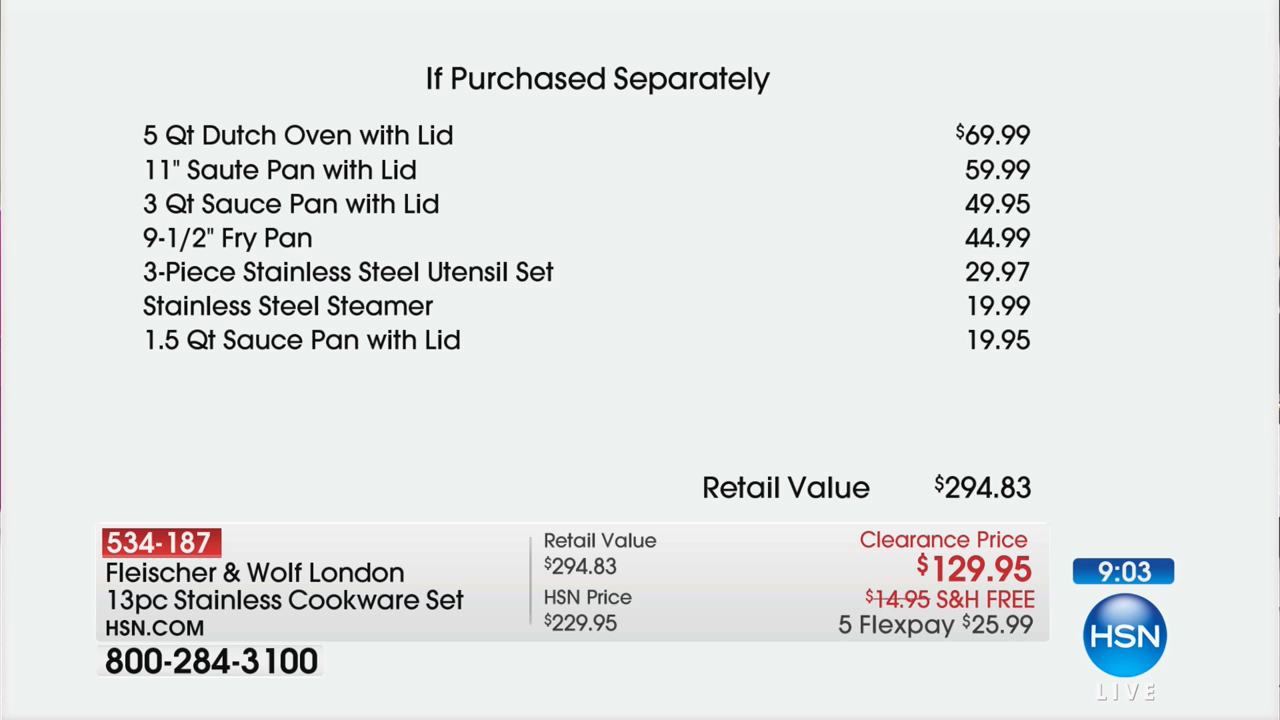 If Purchased Separately
5 Qt Dutch Oven with Lid $69.99
11" Saute Pan with Lid 59.99
3 Qt Sauce Pan with Lid 49.95
9-1/2" Fry Pan 44.99
3-Piece Stainless Steel Utensil Set 29.97
Stainless Steel Steamer 19.99
1.5 Qt Sauce Pan with Lid 19.95
Retail Value $294.83
534-187
Fleischer & Wolf London
13pc Stainless Cookware Set
HSN.COM
800-284-3100
Retail Value
$294.83
HSN Price
$229.95
Clearance Price
$129.95
$14.95 S&H FREE
5 Flexpay $25.99
9:03
HSN
LIVE